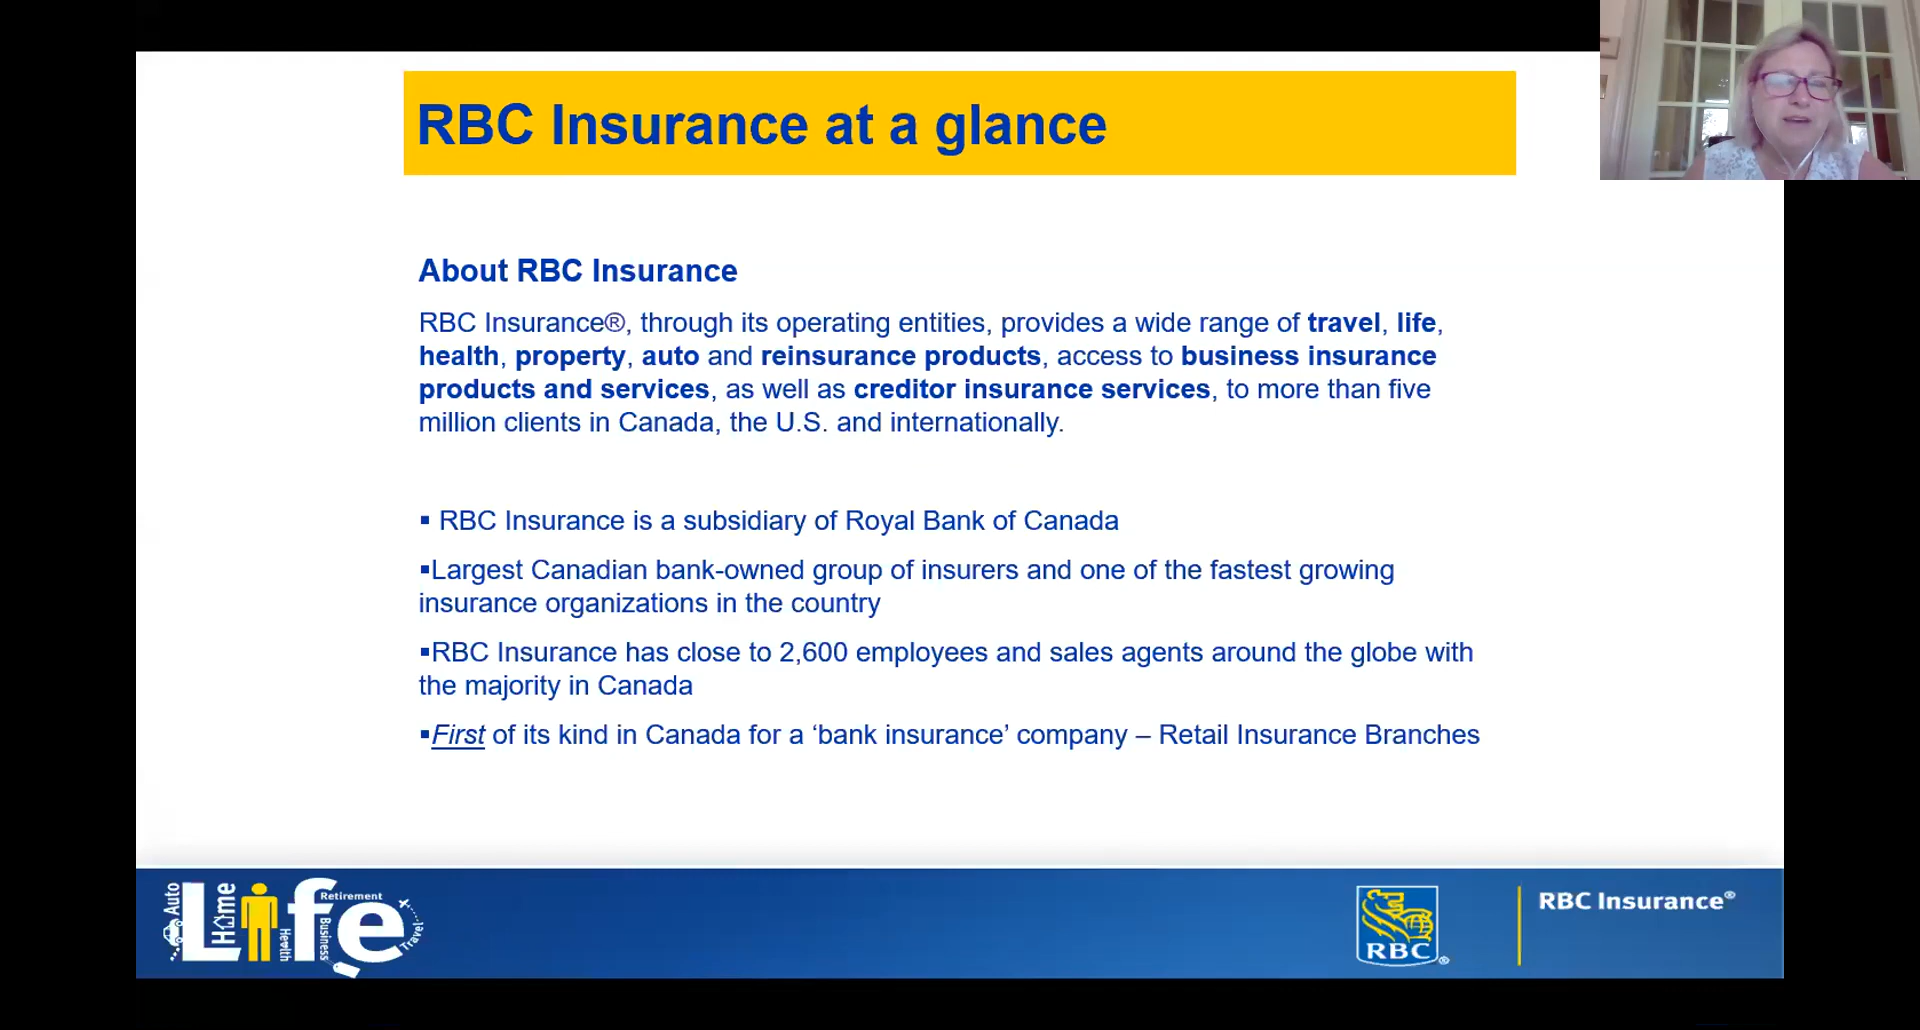 RBC Insurance at a glance
About RBC Insurance
RBC Insurance®, through its operating entities, provides a wide range of travel, life,
health, property, auto and reinsurance products, access to business insurance
products and services, as well as creditor insurance services, to more than five
million clients in Canada, the U.S. and internationally.
▪ RBC Insurance is a subsidiary of Royal Bank of Canada
▪Largest Canadian bank-owned group of insurers and one of the fastest growing
insurance organizations in the country
▪RBC Insurance has close to 2,600 employees and sales agents around the globe with
the majority in Canada
▪First of its kind in Canada for a ‘bank insurance’ company – Retail Insurance Branches
Life
Auto
Home
Health
Retirement
Business
Travel
RBC®
RBC Insurance®